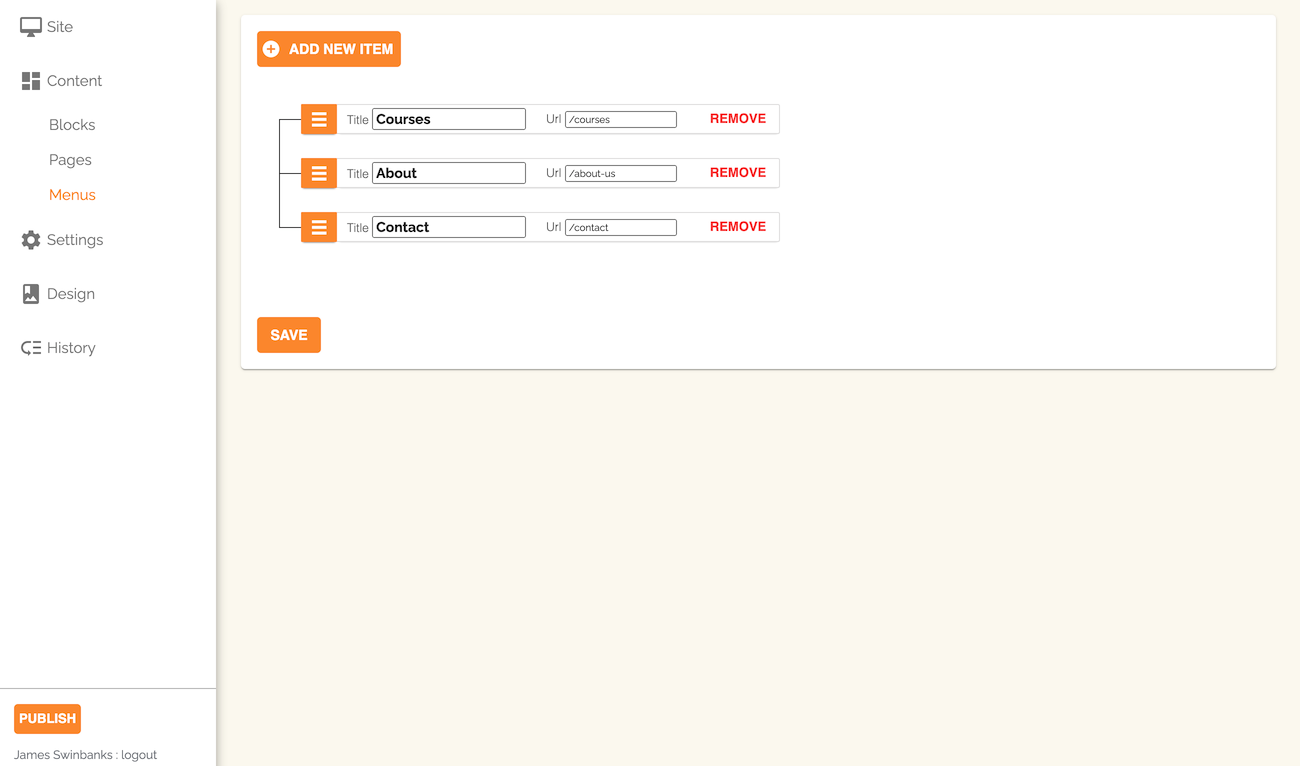 Site
Content
Blocks
Pages
Menus
Settings
Design
History
PUBLISH
James Swinbanks : logout
ADD NEW ITEM
Title Courses Url /courses REMOVE
Title About Url /about-us REMOVE
Title Contact Url /contact REMOVE
SAVE